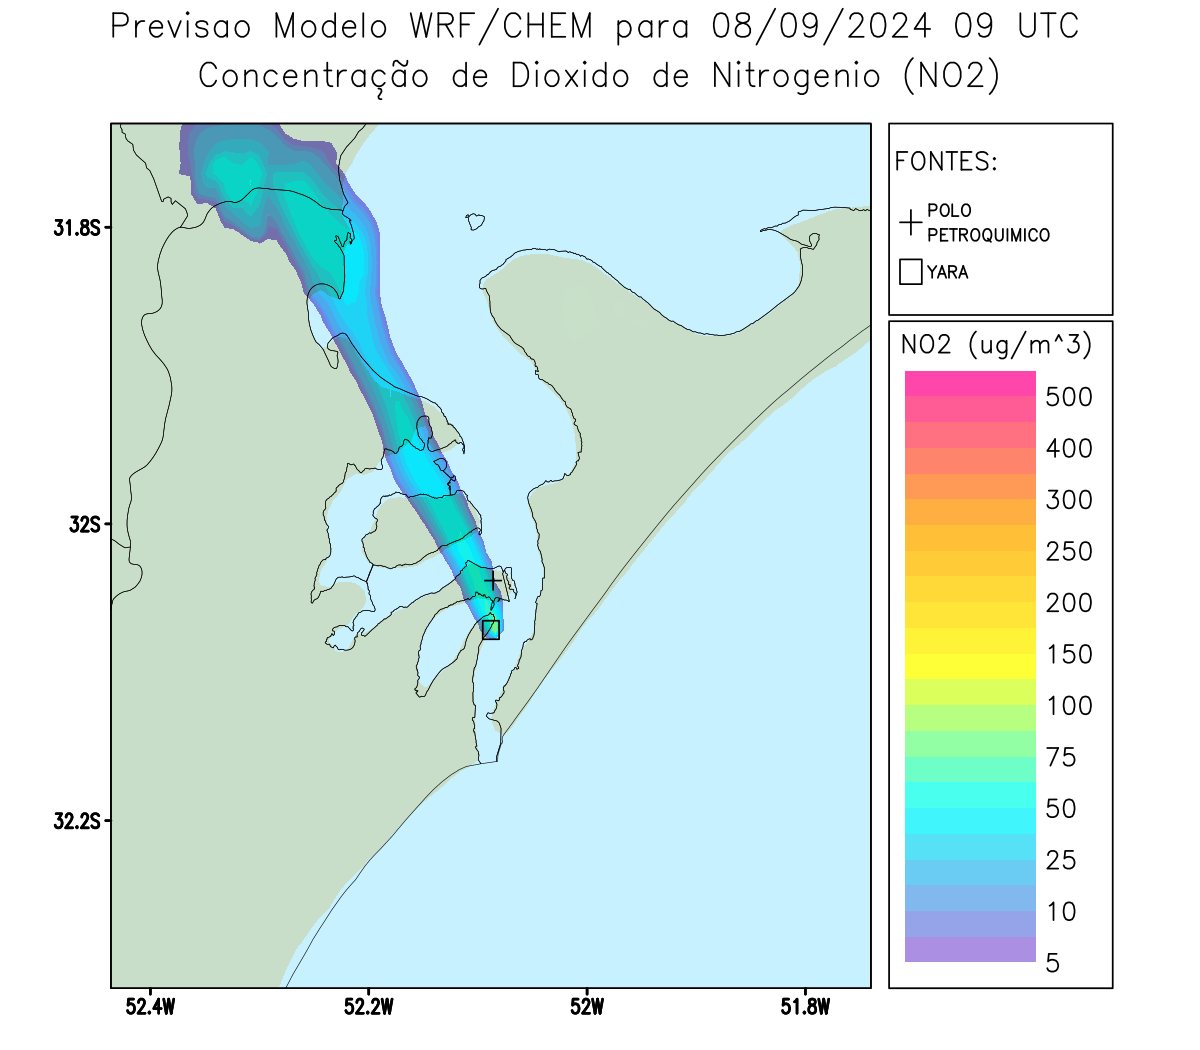 Previsao Modelo WRF/CHEM para 08/09/2024 09 UTC
Concentração de Dioxido de Nitrogenio (NO2)
FONTES:
POLO
PETROQUIMICO
YARA
31.8S
32S
32.2S
52.4W
52.2W
52W
51.8W
NO2 (ug/m^3)
500
400
300
250
200
150
100
75
50
25
10
5